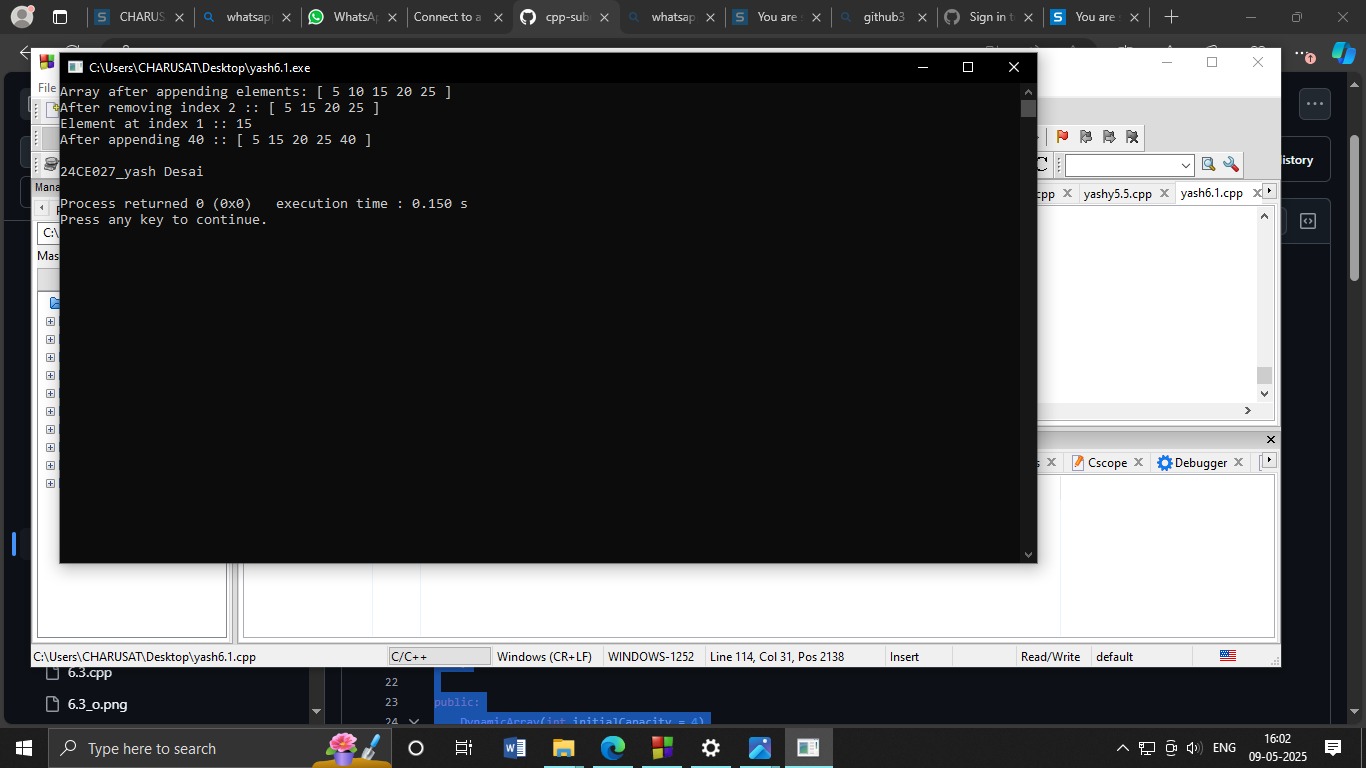 CHARUS
whatsap
WhatsA
Connect to a
cpp-sub
whatsap
You are
github3
Sign in t
You are
C:\Users\CHARUSAT\Desktop\yash6.1.exe
File
Array after appending elements: [ 5 10 15 20 25 ]
After removing index 2 :: [ 5 15 20 25 ]
Element at index 1 :: 15
After appending 40 :: [ 5 15 20 25 40 ]
24CE027_yash Desai
Process returned 0 (0x0)   execution time : 0.150 s
Press any key to continue.
istory
Mana
cpp
yashy5.5.cpp
yash6.1.cpp
C:\
Mas
s
Cscope
Debugger
C:\Users\CHARUSAT\Desktop\yash6.1.cpp
C/C++
Windows (CR+LF)
WINDOWS-1252
Line 114, Col 31, Pos 2138
Insert
Read/Write
default
6.3.cpp
22
6.3_o.png
23 public:
24 DynamicArray(int initialCapacity = 4)
Type here to search
ENG
16:02
09-05-2025